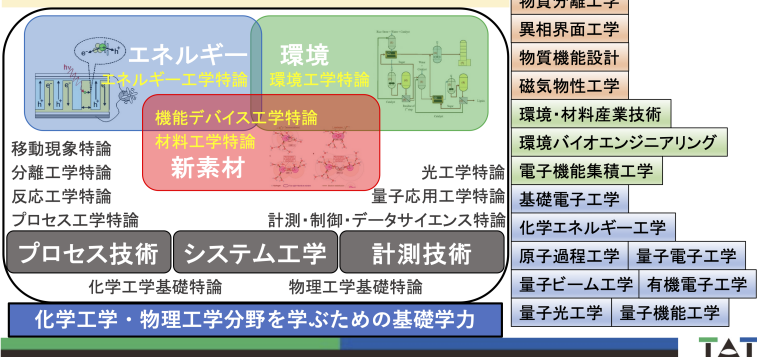 エネルギー
環境
エネルギー工学特論
環境工学特論
機能デバイス工学特論
材料工学特論
新素材
移動現象特論
分離工学特論
反応工学特論
プロセス工学特論
光工学特論
量子応用工学特論
計測・制御・データサイエンス特論
プロセス技術
システム工学
計測技術
化学工学基礎特論
物理工学基礎特論
化学工学・物理工学分野を学ぶための基礎学力
物質分離工学
異相界面工学
物質機能設計
磁気物性工学
環境・材料産業技術
環境バイオエンジニアリング
電子機能集積工学
基礎電子工学
化学エネルギー工学
原子過程工学 量子電子工学
量子ビーム工学 有機電子工学
量子光工学 量子機能工学
TAT